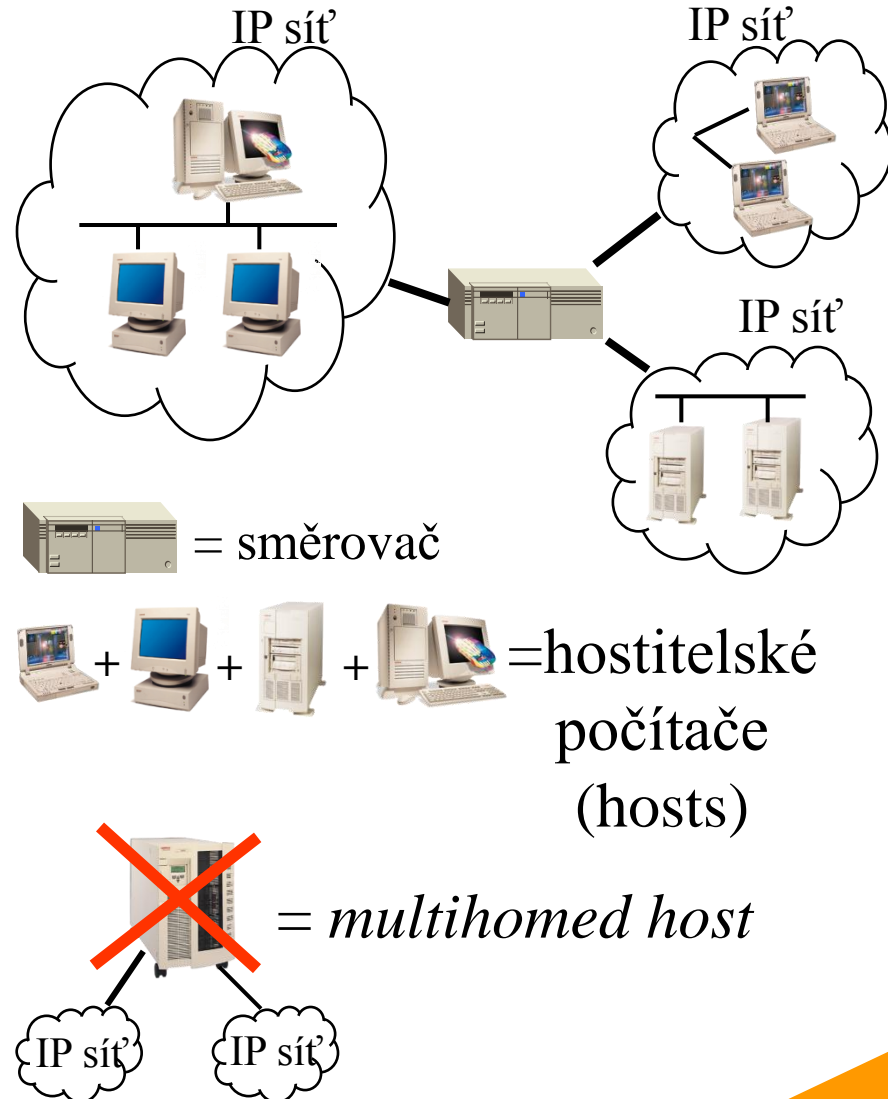 IP síť
IP síť
IP síť
= směrovač
+ + + =hostitelské
počítače
(hosts)
= multihomed host
IP síť
IP síť